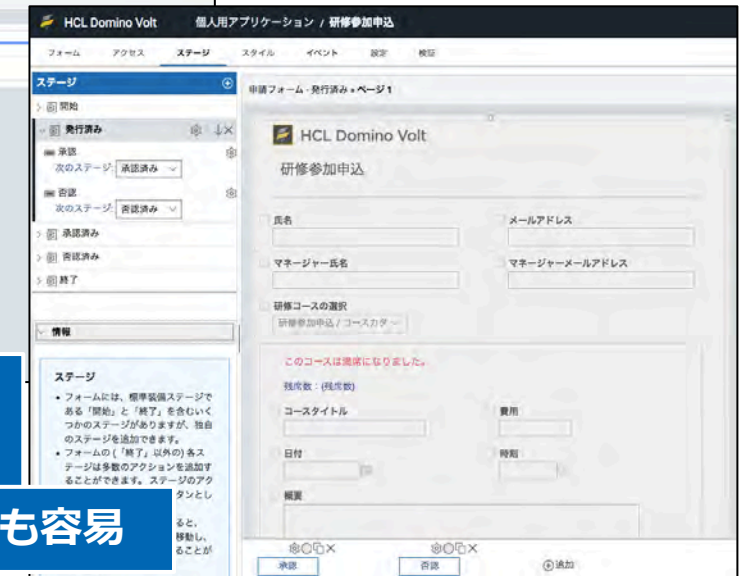 HCL Domino Volt 個人用アプリケーション / 研修参加申込
フォーム アクセス ステージ スタイル イベント 設定 検証
ステージ
開始
発行済み
承認
次のステージ: 承認済み
否認
次のステージ: 否認済み
承認済み
否認済み
終了
情報
ステージ
• フォームには、標準装備ステージで
ある「開始」と「終了」を含むいく
つかのステージがありますが、独自
のステージを追加できます。
• フォームの (「終了」以外の) 各ス
テージは多数のアクションを追加す
ることができます。ステージのアク
タンとし
ると、
移動し、
ることが
も容易
申請フォーム - 発行済み » ページ 1
HCL Domino Volt
研修参加申込
氏名 メールアドレス
マネージャー氏名 マネージャーメールアドレス
研修コースの選択
研修参加申込 / コースカタ
このコースは満席になりました。
残席数：(残席数)
コースタイトル 費用
日付 時刻
概要
承認 否認 追加